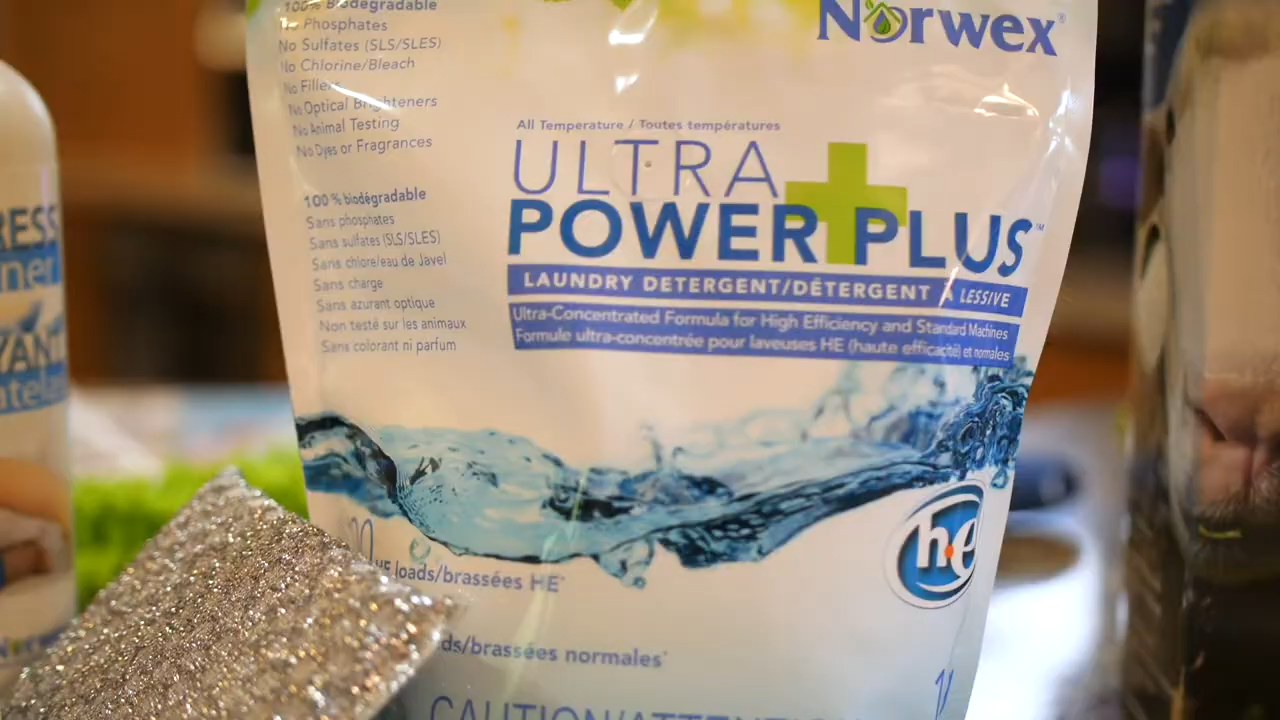 100% Biodegradable
No Phosphates
No Sulfates (SLS/SLES)
No Chlorine/Bleach
No Fillers
No Optical Brighteners
No Animal Testing
No Dyes or Fragrances
100 % biodégradable
Sans phosphates
Sans sulfates (SLS/SLES)
Sans chlore/eau de Javel
Sans charge
Sans azurant optique
Non testé sur les animaux
Sans colorant ni parfum
Norwex®
All Temperature / Toutes températures
ULTRA
POWER PLUS™
LAUNDRY DETERGENT/DÉTERGENT À LESSIVE
Ultra-Concentrated Formula for High Efficiency and Standard Machines
Formule ultra-concentrée pour laveuses HE (haute efficacité) et normales
he
HE loads/brassées HE*
ds/brassées normales*
CAUTION/ATTENTION